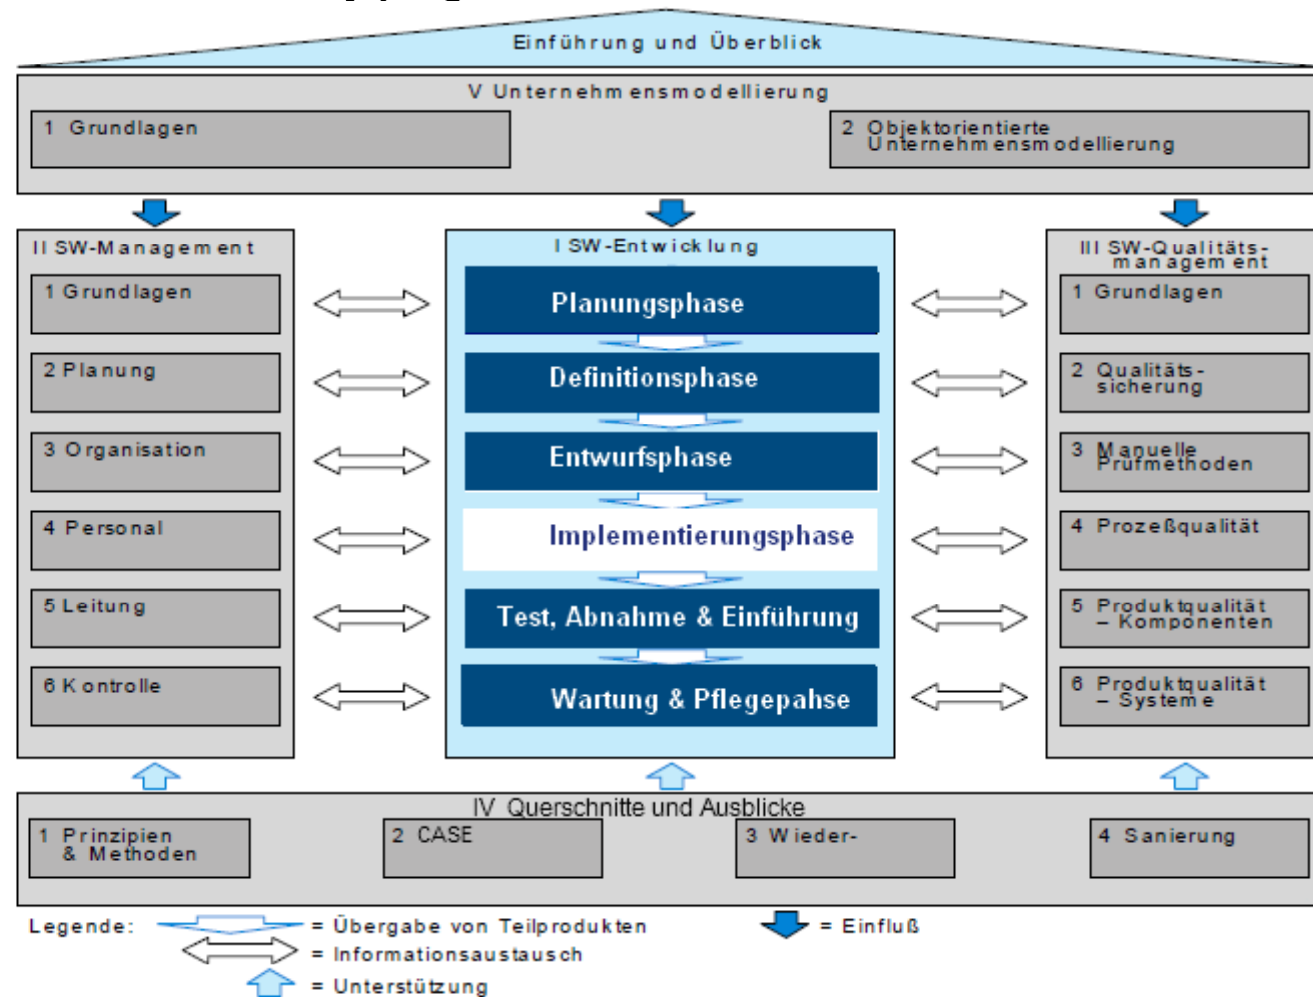 Einführung und Überblick
V Unternehmensmodellierung
1 Grundlagen
2 Objektorientierte
Unternehmensmodellierung
II SW-Management
1 Grundlagen
2 Planung
3 Organisation
4 Personal
5 Leitung
6 Kontrolle
I SW-Entwicklung
Planungsphase
Definitionsphase
Entwurfsphase
Implementierungsphase
Test, Abnahme & Einführung
Wartung & Pflegepahse
III SW-Qualitäts-
management
1 Grundlagen
2 Qualitäts-
sicherung
3 Manuelle
Prüfmethoden
4 Prozeßqualität
5 Produktqualität
– Komponenten
6 Produktqualität
– Systeme
IV Querschnitte und Ausblicke
1 Prinzipien
& Methoden
2 CASE
3 Wieder-
4 Sanierung
Legende:
= Übergabe von Teilprodukten
= Einfluß
= Informationsaustausch
= Unterstützung